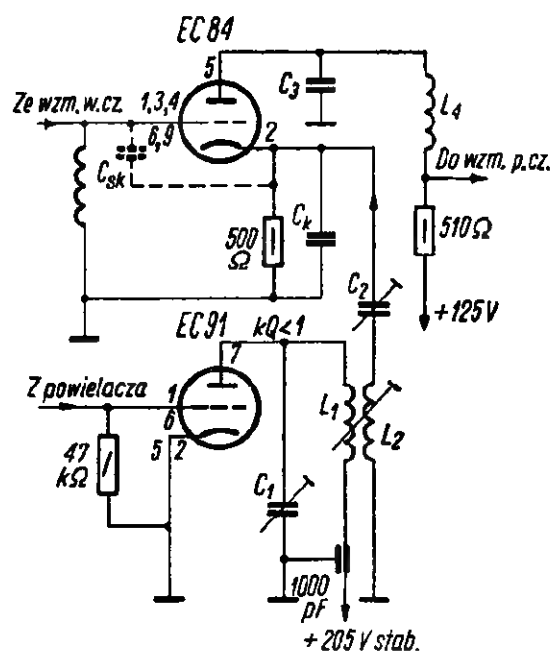 EC 84
5
Ze wzm. w.cz.
1,3,4
6,9
2
Csk
C3
L4
Do wzm. p.cz.
500
Ω
Ck
510 Ω
C2
+125V
EC 91
7
kQ<1
Z powielacza
1
6
5 2
47
kΩ
L1
L2
C1
1000
pF
+205 V stab.